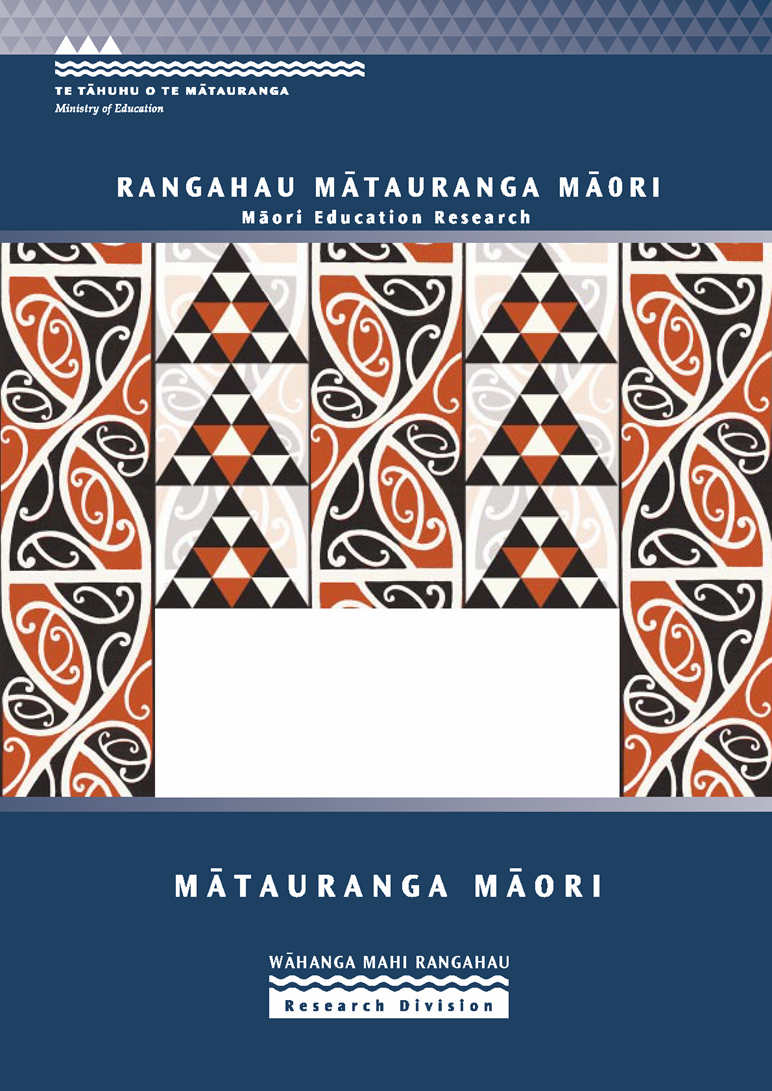 TE TĀHUHU O TE MĀTAURANGA
Ministry of Education
RANGAHAU MĀTAURANGA MĀORI
Māori Education Research
MĀTAURANGA MĀORI
WĀHANGA MAHI RANGAHAU
Research Division